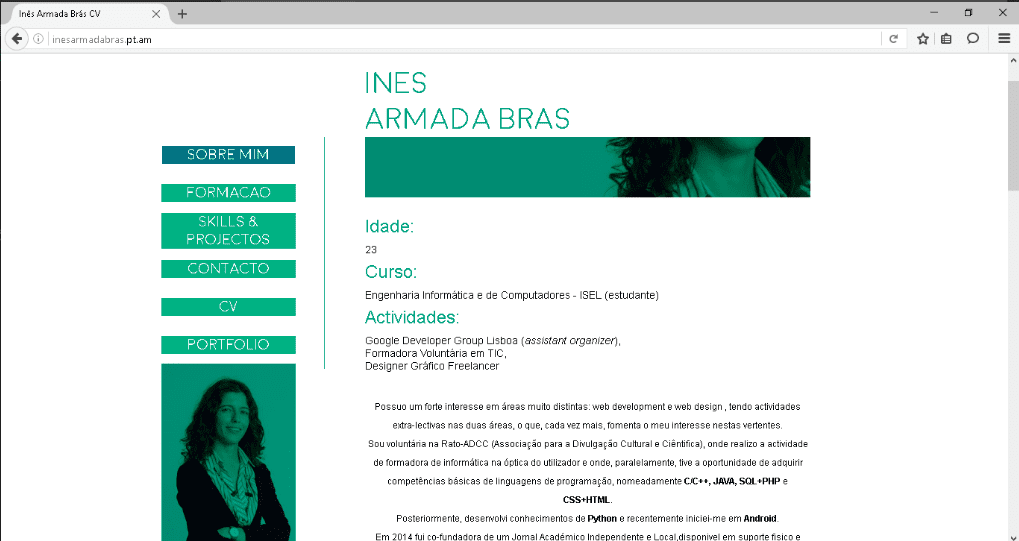 Inês Armada Brás CV
inesarmadabras.pt.am
INES
ARMADA BRAS
SOBRE MIM
FORMACAO
SKILLS &
PROJECTOS
CONTACTO
CV
PORTFOLIO
Idade:
23
Curso:
Engenharia Informática e de Computadores - ISEL (estudante)
Actividades:
Google Developer Group Lisboa (assistant organizer),
Formadora Voluntária em TIC,
Designer Gráfico Freelancer
Possuo um forte interesse em áreas muito distintas: web development e web design , tendo actividades
extra-lectivas nas duas áreas, o que, cada vez mais, fomenta o meu interesse nestas vertentes.
Sou voluntária na Rato-ADCC (Associação para a Divulgação Cultural e Científica), onde realizo a actividade
de formadora de informática na óptica do utilizador e onde, paralelamente, tive a oportunidade de adquirir
competências básicas de linguagens de programação, nomeadamente C/C++, JAVA, SQL+PHP e
CSS+HTML.
Posteriormente, desenvolvi conhecimentos de Python e recentemente iniciei-me em Android.
Em 2014 fui co-fundadora de um Jornal Académico Independente e Local,disponivel em suporte fisico e